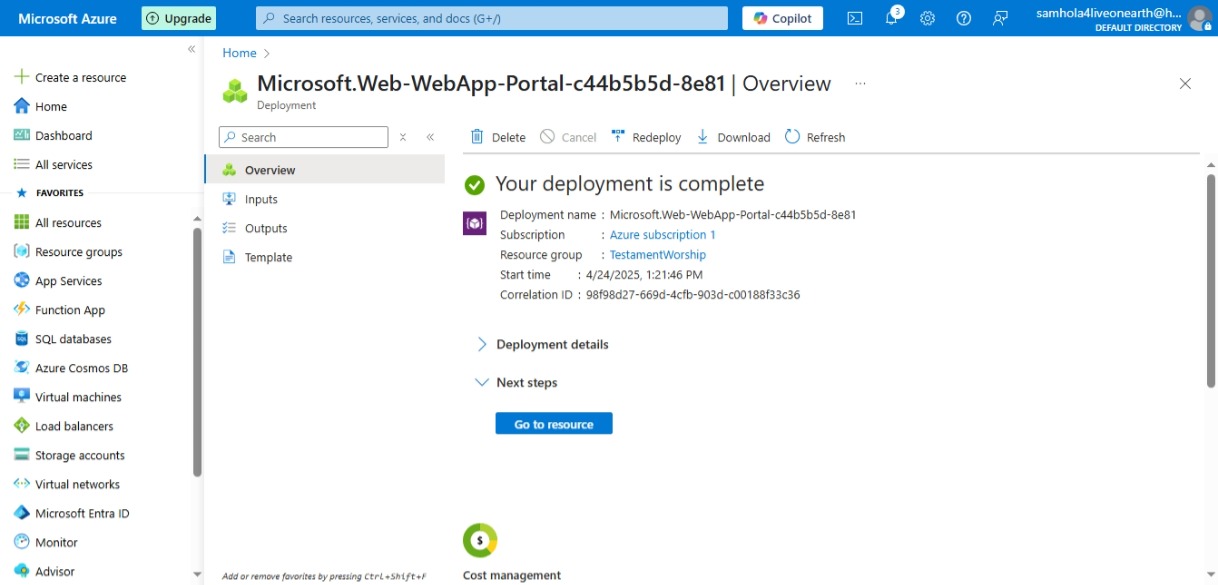 Microsoft Azure
Upgrade
Search resources, services, and docs (G+/)
Copilot
3
samhola4liveonearth@h...
DEFAULT DIRECTORY
Create a resource
Home
Dashboard
All services
FAVORITES
All resources
Resource groups
App Services
Function App
SQL databases
Azure Cosmos DB
Virtual machines
Load balancers
Storage accounts
Virtual networks
Microsoft Entra ID
Monitor
Advisor
Home
Microsoft.Web-WebApp-Portal-c44b5b5d-8e81 | Overview ...
Deployment
Search
Overview
Inputs
Outputs
Template
Add or remove favorites by pressing Ctrl+Shift+F
Delete Cancel Redeploy Download Refresh
Your deployment is complete
Deployment name : Microsoft.Web-WebApp-Portal-c44b5b5d-8e81
Subscription : Azure subscription 1
Resource group : TestamentWorship
Start time : 4/24/2025, 1:21:46 PM
Correlation ID : 98f98d27-669d-4cfb-903d-c00188f33c36
Deployment details
Next steps
Go to resource
$
Cost management